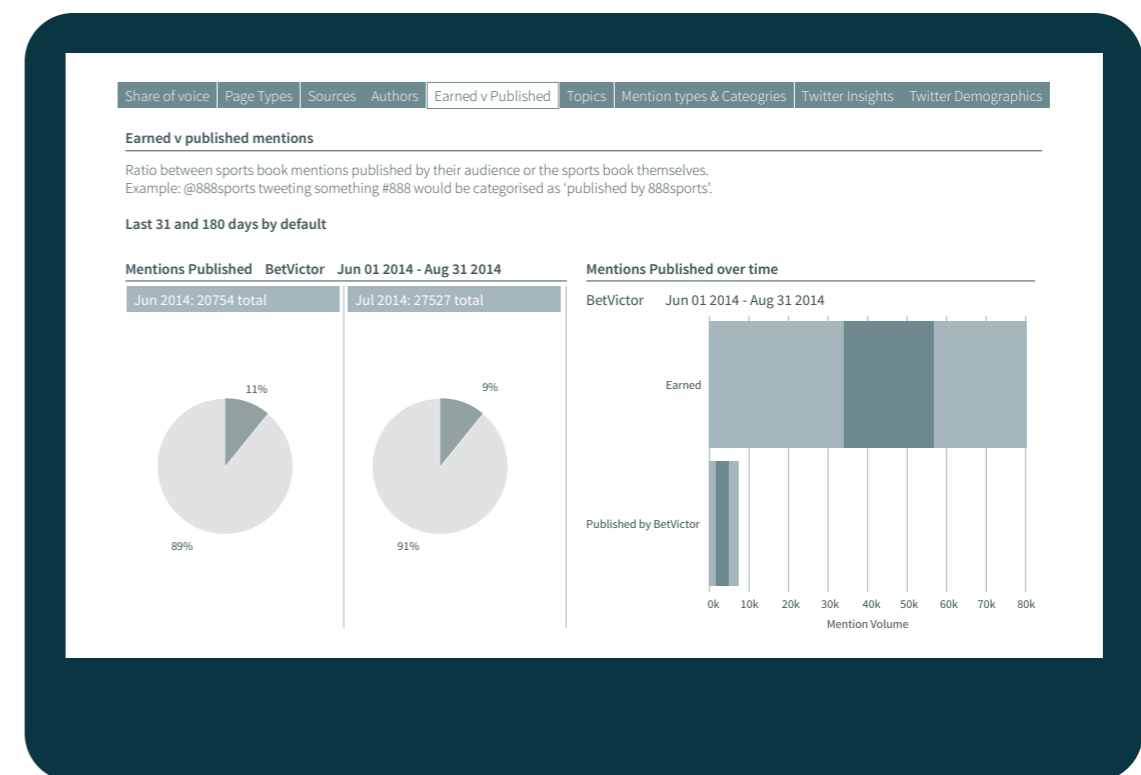 Share of voice Page Types Sources Authors Earned v Published Topics Mention types & Cateogries Twitter Insights Twitter Demographics
Earned v published mentions
Ratio between sports book mentions published by their audience or the sports book themselves.
Example: @888sports tweeting something #888 would be categorised as ‘published by 888sports’.
Last 31 and 180 days by default
Mentions Published BetVictor Jun 01 2014 - Aug 31 2014
Jun 2014: 20754 total
Jul 2014: 27527 total
11%
89%
9%
91%
Mentions Published over time
BetVictor Jun 01 2014 - Aug 31 2014
Earned
Published by BetVictor
0k 10k 20k 30k 40k 50k 60k 70k 80k
Mention Volume